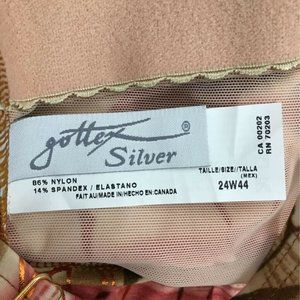 gottex®
Silver
86% NYLON
14% SPANDEX / ELASTANO
FAIT AU/MADE IN/HECHO EN:CANADA
TAILLE/SIZE/TALLA
(MEX)
24W44
CA 00202
RN 70203